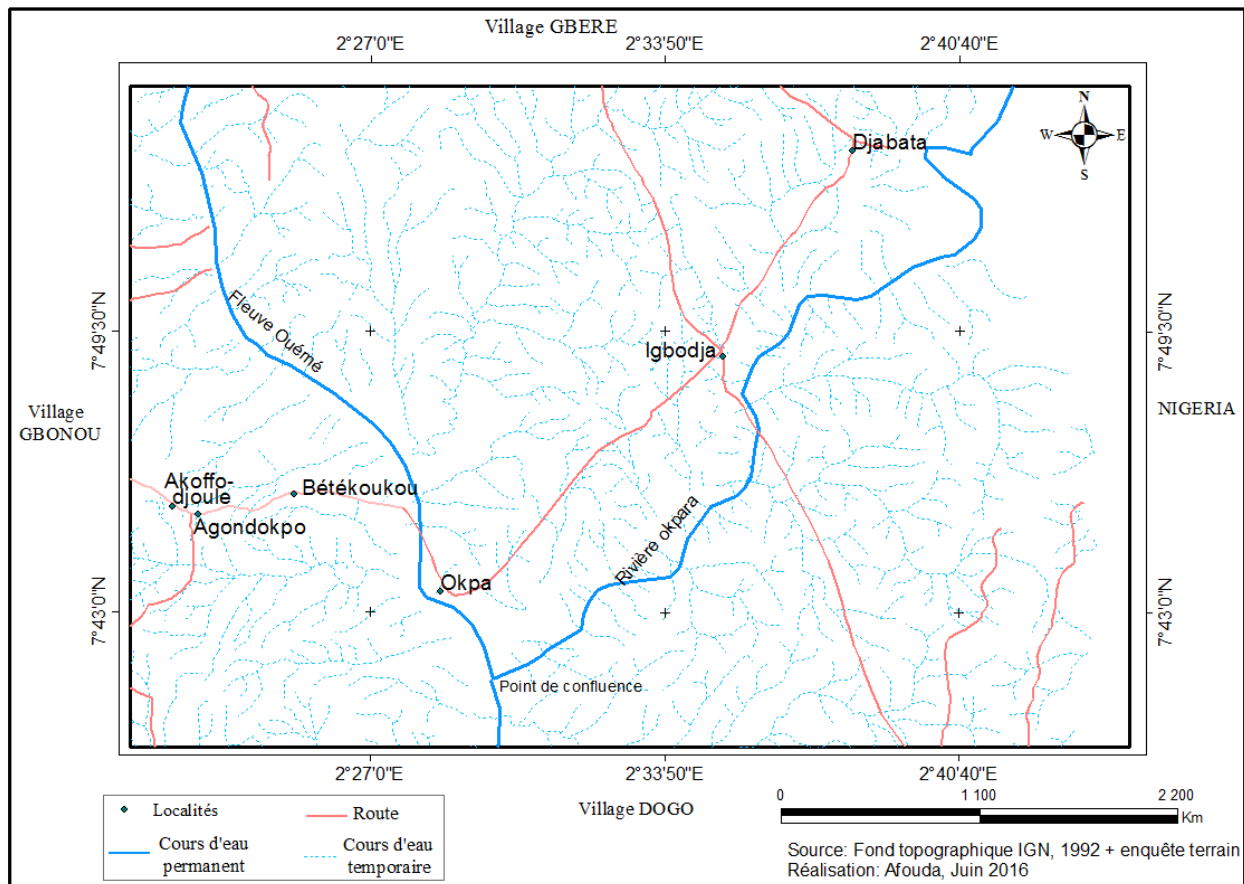 Village GBERE
2°27'0"E
2°33'50"E
2°40'40"E
N
W
E
S
Djabata
Fleuve Ouémé
7°49'30"N
7°49'30"N
Igbodja
Village
GBONOU
NIGERIA
Akoffo-
djoule
Bétékoukou
Agondokpo
Rivière okpara
Okpa
7°43'0"N
7°43'0"N
Point de confluence
2°27'0"E
2°33'50"E
2°40'40"E
Localités
Route
Cours d'eau
permanent
Cours d'eau
temporaire
Village DOGO
0
1 100
2 200
Km
Source: Fond topographique IGN, 1992 + enquête terrain
Réalisation: Afouda, Juin 2016